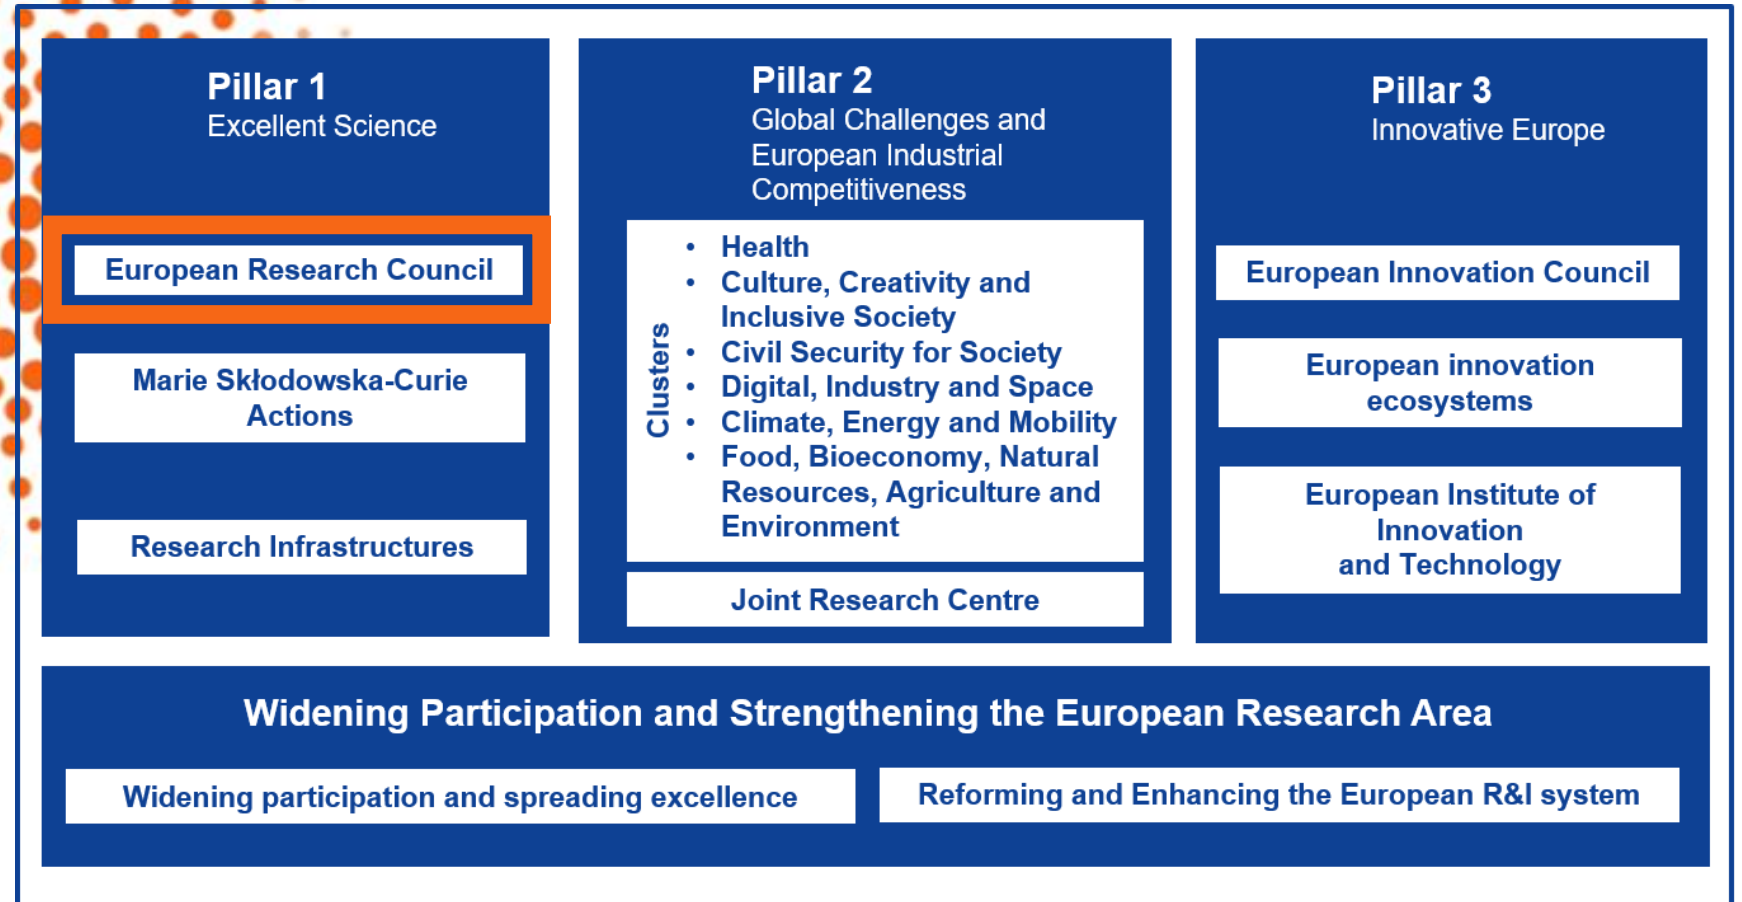 Pillar 1
Excellent Science
European Research Council
Marie Skłodowska-Curie
Actions
Research Infrastructures
Pillar 2
Global Challenges and
European Industrial
Competitiveness
Clusters
• Health
• Culture, Creativity and
Inclusive Society
• Civil Security for Society
• Digital, Industry and Space
• Climate, Energy and Mobility
• Food, Bioeconomy, Natural
Resources, Agriculture and
Environment
Joint Research Centre
Pillar 3
Innovative Europe
European Innovation Council
European innovation
ecosystems
European Institute of
Innovation
and Technology
Widening Participation and Strengthening the European Research Area
Widening participation and spreading excellence
Reforming and Enhancing the European R&I system